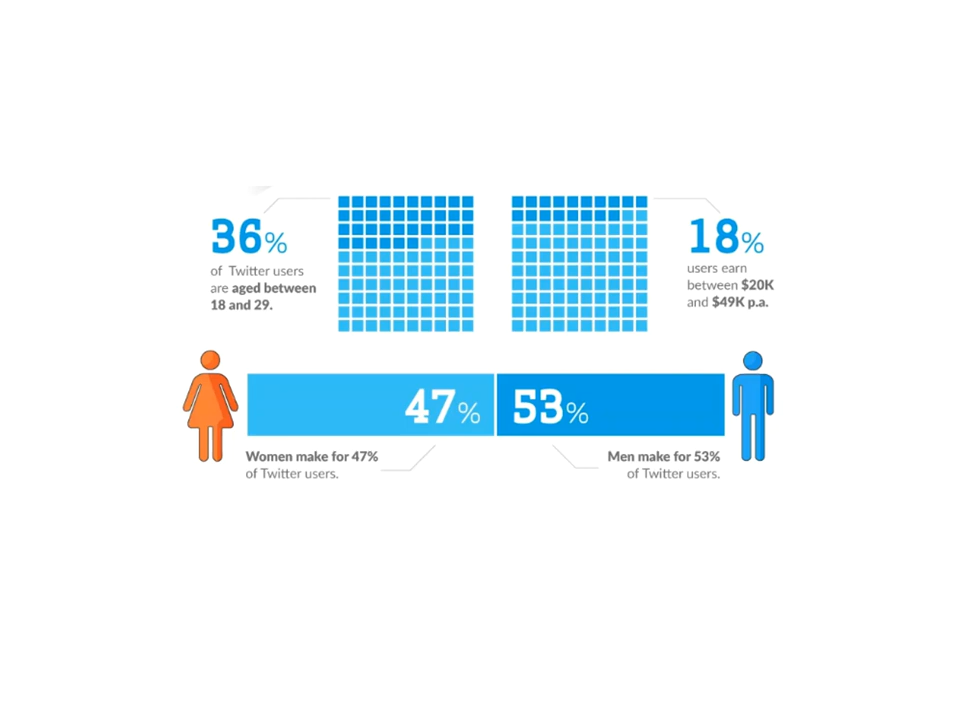 36%
of Twitter users
are aged between
18 and 29.
18%
users earn
between $20K
and $49K p.a.
47%
53%
Women make for 47%
of Twitter users.
Men make for 53%
of Twitter users.